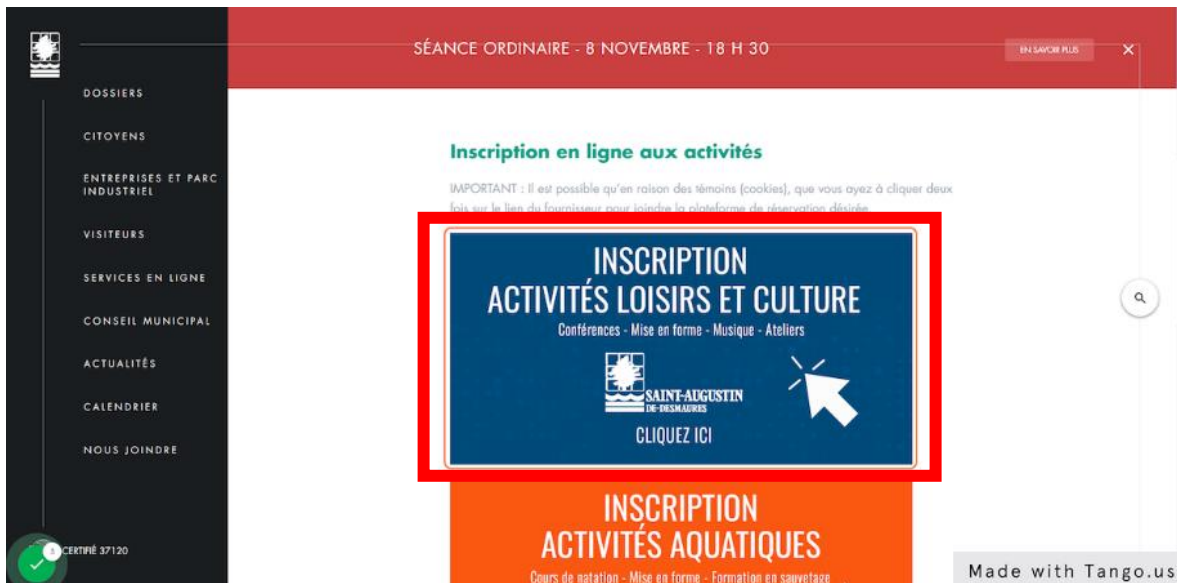 SÉANCE ORDINAIRE - 8 NOVEMBRE - 18 H 30
EN SAVOIR PLUS
DOSSIERS
CITOYENS
ENTREPRISES ET PARC
INDUSTRIEL
VISITEURS
SERVICES EN LIGNE
CONSEIL MUNICIPAL
ACTUALITÉS
CALENDRIER
NOUS JOINDRE
CERTIFIÉ 37120
Inscription en ligne aux activités
IMPORTANT : Il est possible qu'en raison des témoins (cookies), que vous ayez à cliquer deux
fois sur le lien du fournisseur pour joindre la plateforme de réservation désirée.
INSCRIPTION
ACTIVITÉS LOISIRS ET CULTURE
Conférences - Mise en forme - Musique - Ateliers
SAINT-AUGUSTIN
DE-DESMAURES
CLIQUEZ ICI
INSCRIPTION
ACTIVITÉS AQUATIQUES
Cours de natation - Mise en forme - Formation en sauvetage
Made with Tango.us